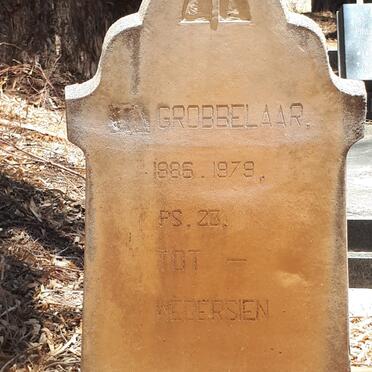 GROBBELAAR.
1886.1979.
PS. 23.
TOT —
WEDERSIEN